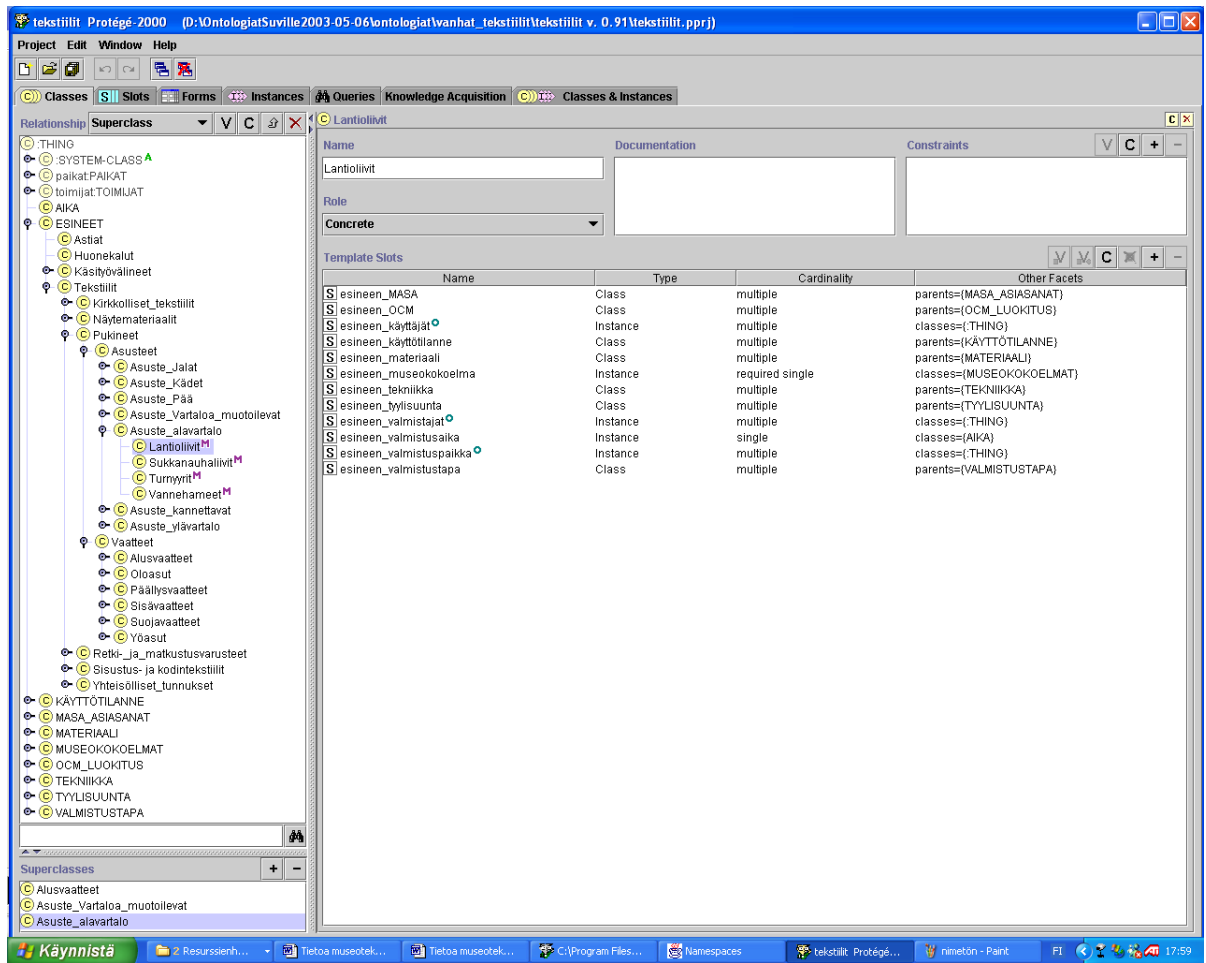 tekstiilit Protégé-2000 (D:\OntologiatSuville2003-05-06\ontologiat\vanhat_tekstiilit\tekstiilit v. 0.91\tekstiilit.pprj)
Project Edit Window Help
Classes Slots Forms Instances Queries Knowledge Acquisition Classes & Instances
Relationship Superclass V C
C :THING
C :SYSTEM-CLASS A
C paikat:PAIKAT
C toimijat:TOIMIJAT
C AIKA
C ESINEET
C Astiat
C Huonekalut
C Käsityövälineet
C Tekstiilit
C Kirkkolliset_tekstiilit
C Näytemateriaalit
C Pukineet
C Asusteet
C Asuste_Jalat
C Asuste_Kädet
C Asuste_Pää
C Asuste_Vartaloa_muotoilevat
C Asuste_alavartalo
C Lantioliivit M
C Sukkanauhaliivit M
C Turnyyrit M
C Vannehameet M
C Asuste_kannettavat
C Asuste_ylävartalo
C Vaatteet
C Alusvaatteet
C Oloasut
C Päällysvaatteet
C Sisävaatteet
C Suojavaatteet
C Yöasut
C Retki-_ja_matkustusvarusteet
C Sisustus- ja kodintekstiilit
C Yhteisölliset_tunnukset
C KÄYTTÖTILANNE
C MASA_ASIASANAT
C MATERIAALI
C MUSEOKOKOELMAT
C OCM_LUOKITUS
C TEKNIIKKA
C TYYLISUUNTA
C VALMISTUSTAPA
Superclasses + −
C Alusvaatteet
C Asuste_Vartaloa_muotoilevat
C Asuste_alavartalo
C Lantioliivit C ×
Name Documentation Constraints V C + −
Lantioliivit
Role
Concrete
Template Slots V V C + −
Name Type Cardinality Other Facets
S esineen_MASA Class multiple parents={MASA_ASIASANAT}
S esineen_OCM Class multiple parents={OCM_LUOKITUS}
S esineen_käyttäjät Instance multiple classes={:THING}
S esineen_käyttötilanne Class multiple parents={KÄYTTÖTILANNE}
S esineen_materiaali Class multiple parents={MATERIAALI}
S esineen_museokokoelma Instance required single classes={MUSEOKOKOELMAT}
S esineen_tekniikka Class multiple parents={TEKNIIKKA}
S esineen_tyylisuunta Class multiple parents={TYYLISUUNTA}
S esineen_valmistajat Instance multiple classes={:THING}
S esineen_valmistusaika Instance single classes={AIKA}
S esineen_valmistuspaikka Instance multiple classes={:THING}
S esineen_valmistustapa Class multiple parents={VALMISTUSTAPA}
Käynnistä 2 Resurssienh... Tietoa museotek... Tietoa museotek... C:\Program Files... Namespaces tekstiilit Protégé... nimetön - Paint FI 17:59